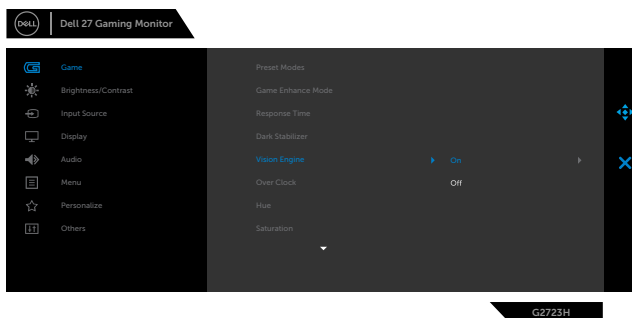 DELL
Dell 27 Gaming Monitor
Game
Brightness/Contrast
Input Source
Display
Audio
Menu
Personalize
Others
Preset Modes
Game Enhance Mode
Response Time
Dark Stabilizer
Vision Engine
Over Clock
Hue
Saturation
On
Off
G2723H